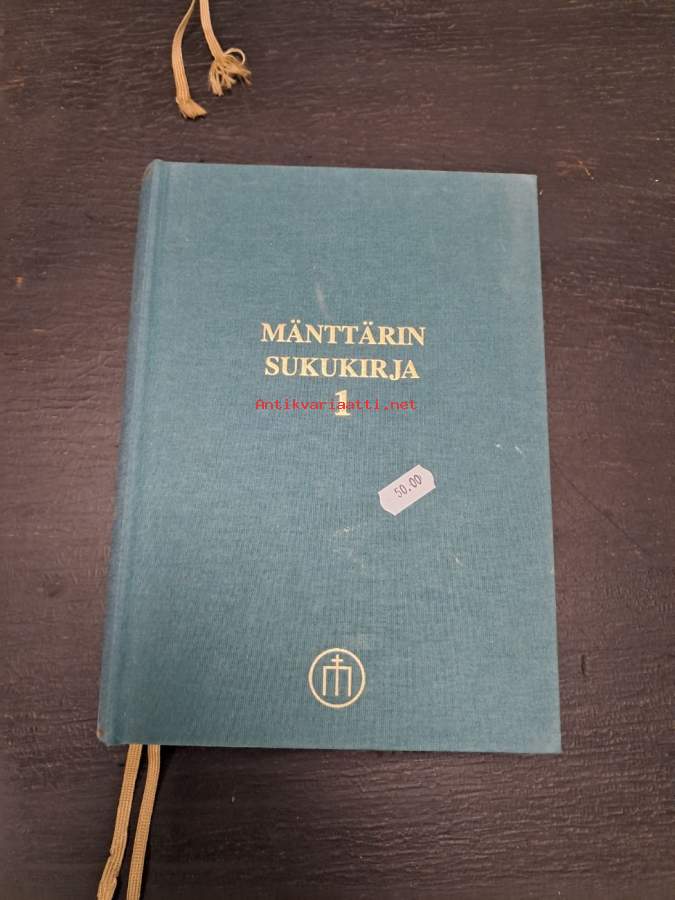 MÄNTTÄRIN
SUKUKIRJA
1
Antikvariaatti.net
50.00